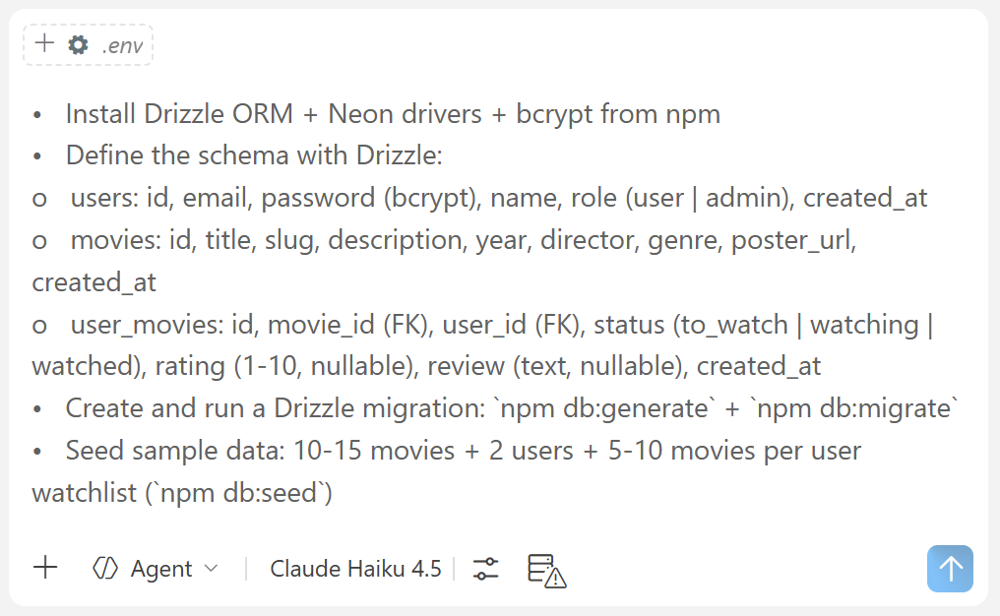 .env
• Install Drizzle ORM + Neon drivers + bcrypt from npm
• Define the schema with Drizzle:
o users: id, email, password (bcrypt), name, role (user | admin), created_at
o movies: id, title, slug, description, year, director, genre, poster_url,
created_at
o user_movies: id, movie_id (FK), user_id (FK), status (to_watch | watching |
watched), rating (1-10, nullable), review (text, nullable), created_at
• Create and run a Drizzle migration: `npm db:generate` + `npm db:migrate`
• Seed sample data: 10-15 movies + 2 users + 5-10 movies per user
watchlist (`npm db:seed`)
Agent Claude Haiku 4.5